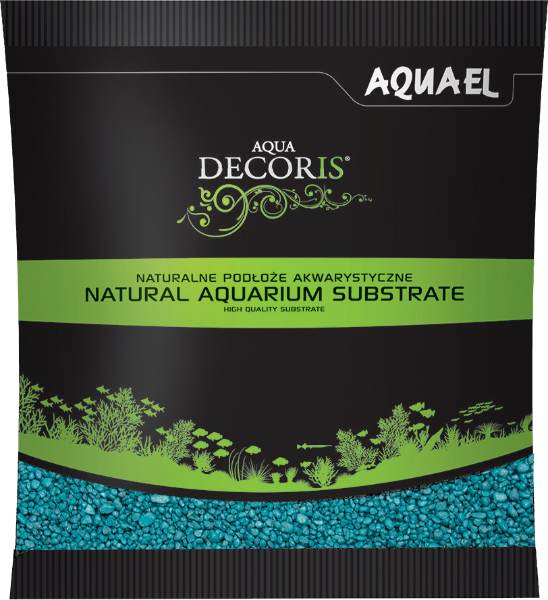 AQUAEL
AQUA
DECORIS®
NATURALNE PODŁOŻE AKWARYSTYCZNE
NATURAL AQUARIUM SUBSTRATE
HIGH QUALITY SUBSTRATE